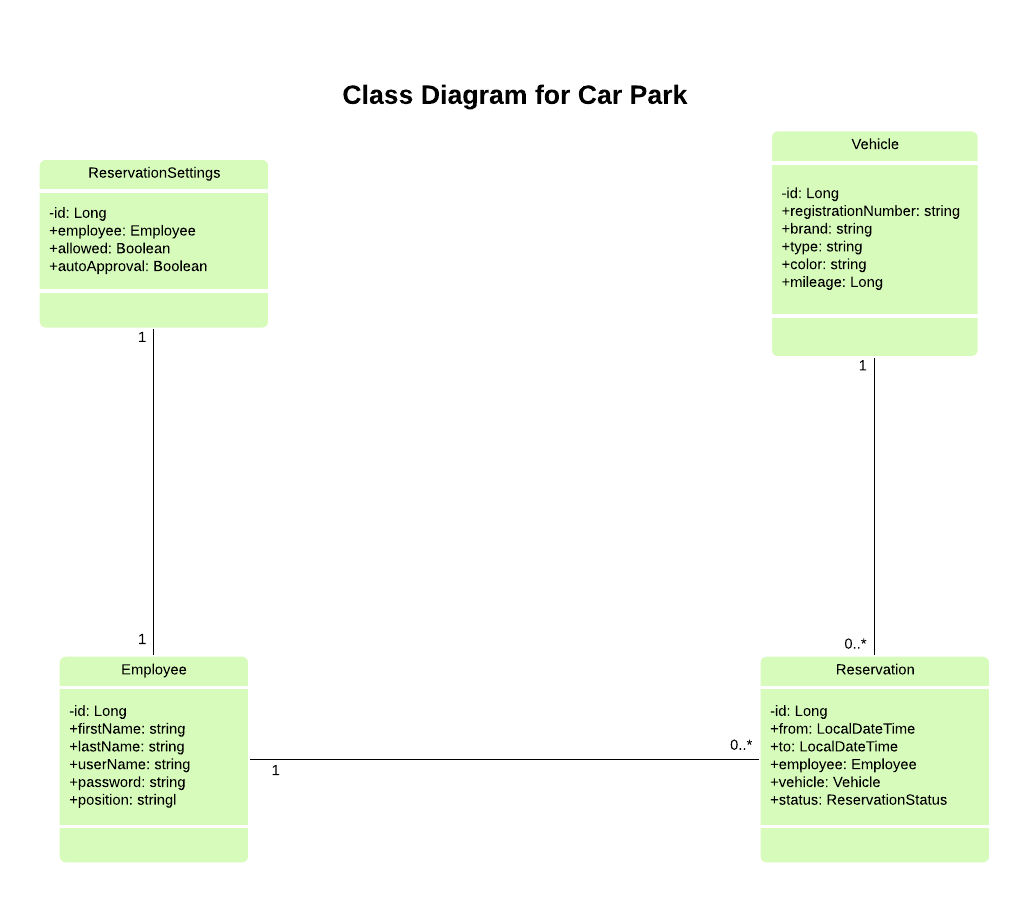 Class Diagram for Car Park
ReservationSettings
-id: Long
+employee: Employee
+allowed: Boolean
+autoApproval: Boolean
1
Vehicle
-id: Long
+registrationNumber: string
+brand: string
+type: string
+color: string
+mileage: Long
1
1
Employee
-id: Long
+firstName: string
+lastName: string
+userName: string
+password: string
+position: stringl
1
0..*
0..*
Reservation
-id: Long
+from: LocalDateTime
+to: LocalDateTime
+employee: Employee
+vehicle: Vehicle
+status: ReservationStatus